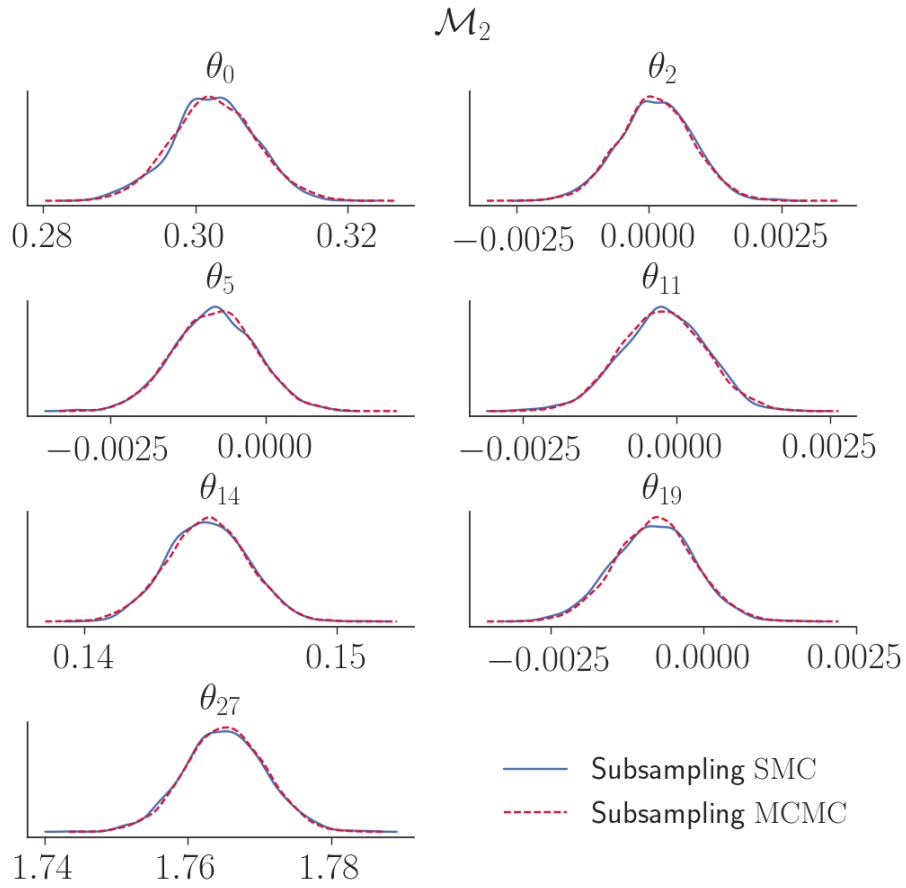 ℳ₂
θ₀
0.28 0.30 0.32
θ₂
−0.0025 0.0000 0.0025
θ₅
−0.0025 0.0000
θ₁₁
−0.0025 0.0000 0.0025
θ₁₄
0.14 0.15
θ₁₉
−0.0025 0.0000 0.0025
θ₂₇
1.74 1.76 1.78
Subsampling SMC
Subsampling MCMC